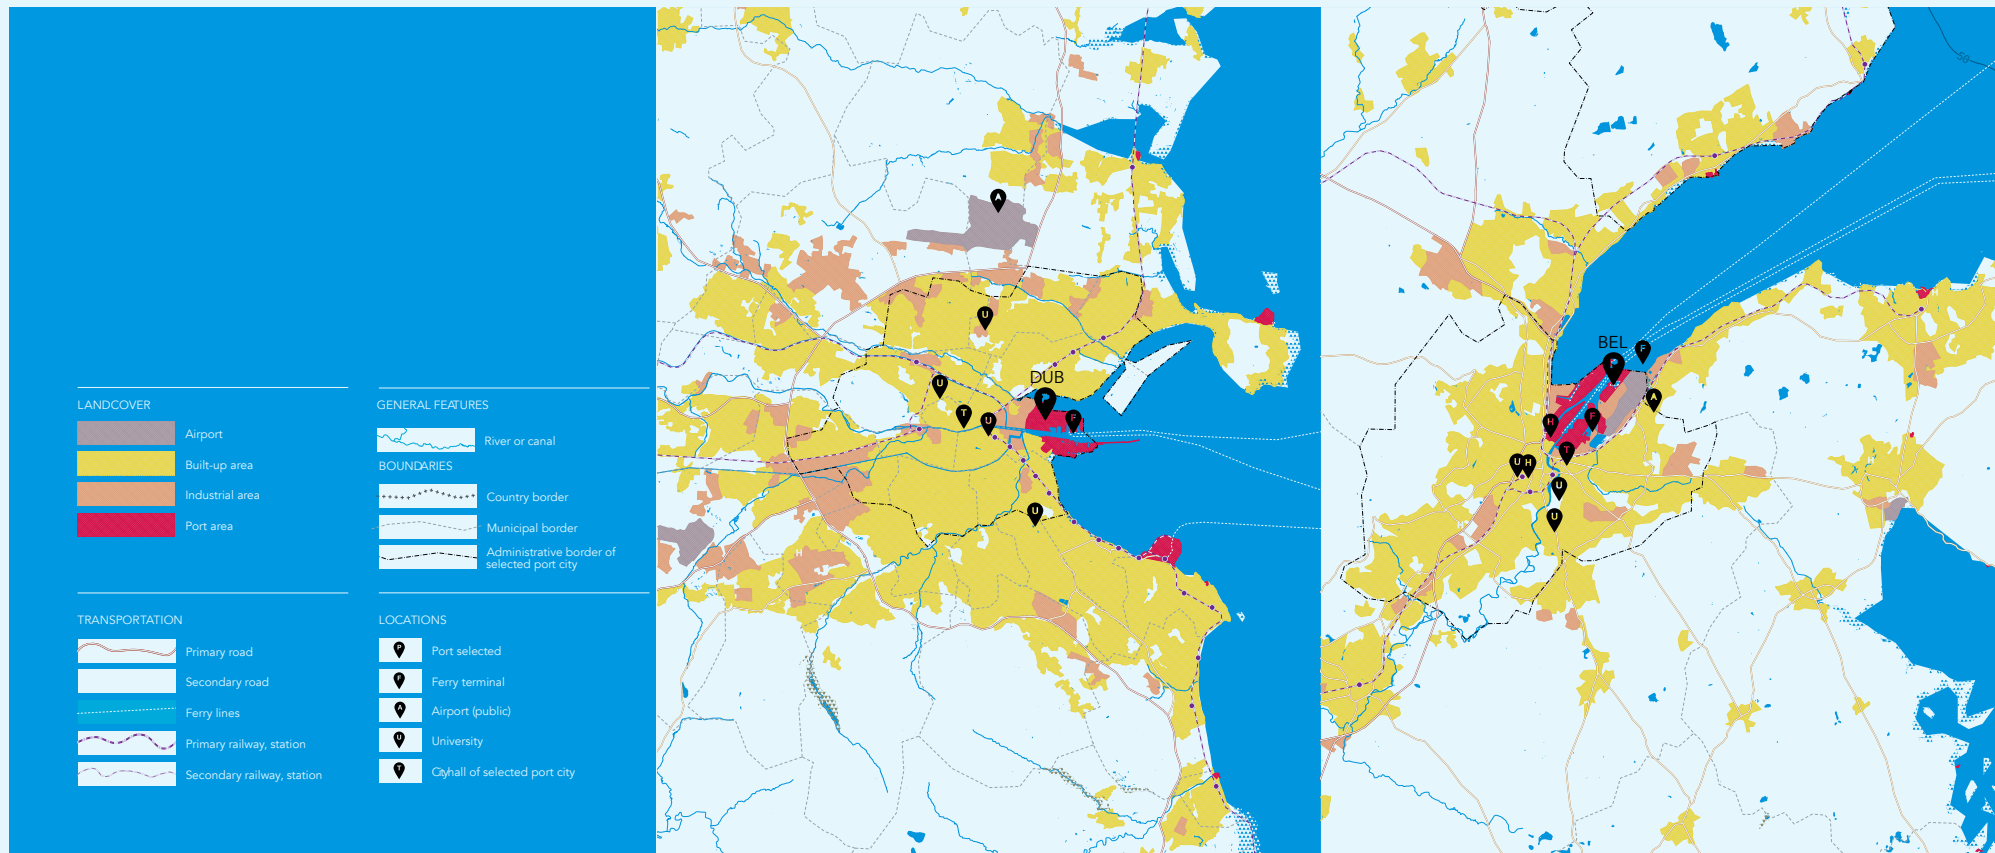 LANDCOVER
Airport
Built-up area
Industrial area
Port area
GENERAL FEATURES
River or canal
BOUNDARIES
Country border
Municipal border
Administrative border of
selected port city
TRANSPORTATION
Primary road
Secondary road
Ferry lines
Primary railway, station
Secondary railway, station
LOCATIONS
P
Port selected
F
Ferry terminal
A
Airport (public)
U
University
T
Cityhall of selected port city
A
U
DUB
U
P
T
U
F
U
H
50
H
BEL
F
P
A
H
F
T
U
H
H
U
H
U